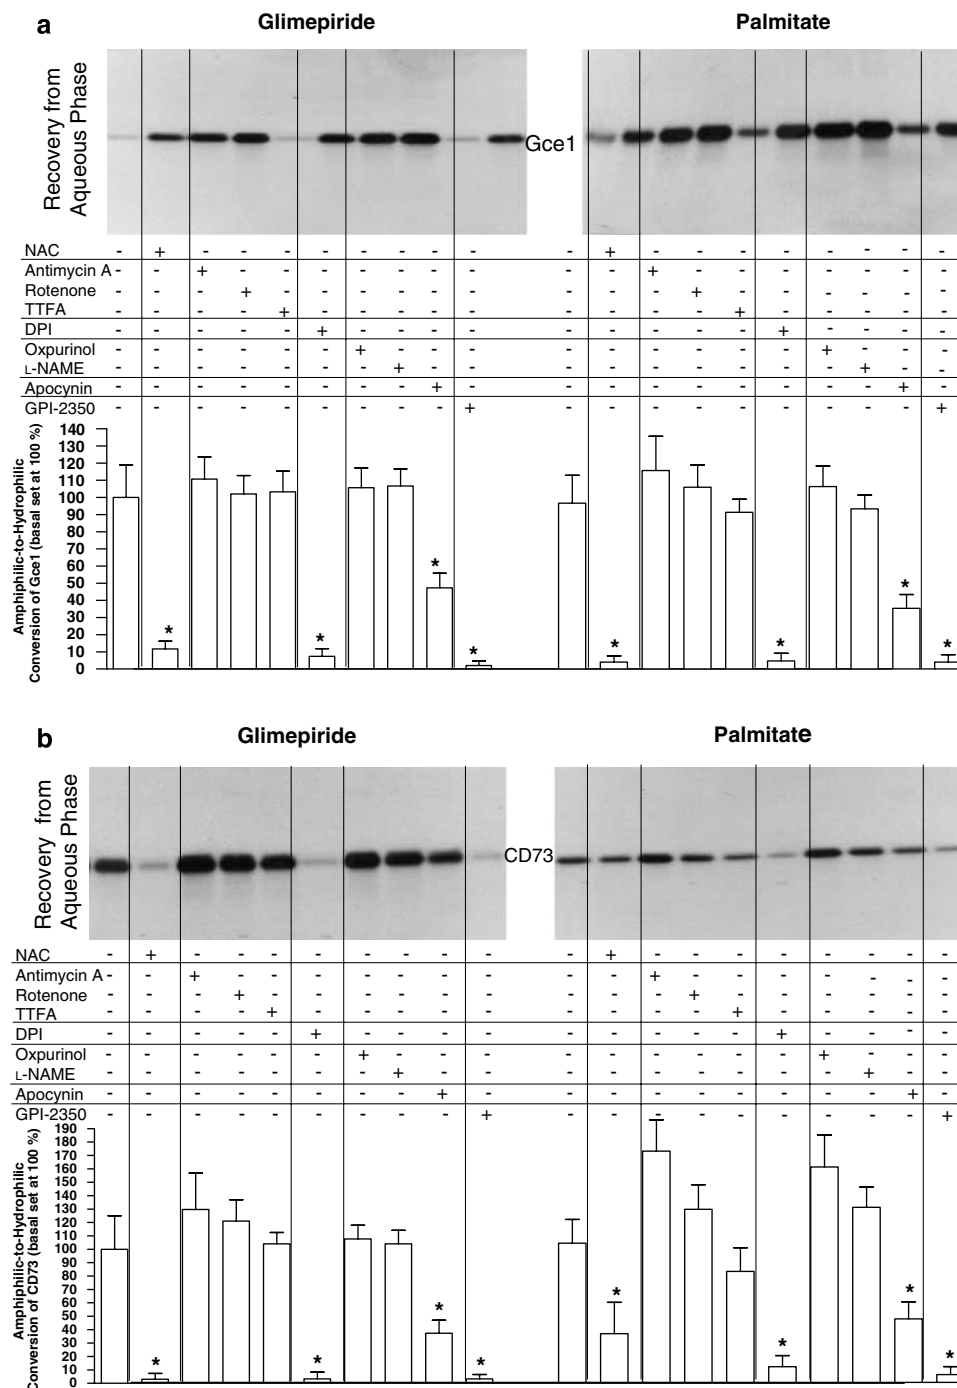 a
Glimepiride Palmitate
Recovery from
Aqueous Phase
Gce1
NAC - + - - - - - - - - - + - - - - - - - -
Antimycin A - - + - - - - - - - - - + - - - - - - -
Rotenone - - - + - - - - - - - - - + - - - - - -
TTFA - - - - + - - - - - - - - - + - - - - -
DPI - - - - - + - - - - - - - - - + - - - -
Oxpurinol - - - - - - + - - - - - - - - - + - - -
L-NAME - - - - - - - + - - - - - - - - - + - -
Apocynin - - - - - - - - + - - - - - - - - - + -
GPI-2350 - - - - - - - - - + - - - - - - - - - +
Amphiphilic-to-Hydrophilic
Conversion of Gce1 (basal set at 100 %)
140
130
120
110
100
90
80
70
60
50
40
30
20
10
0
* * * * * * * *
b
Glimepiride Palmitate
Recovery from
Aqueous Phase
CD73
NAC - + - - - - - - - - - + - - - - - - - -
Antimycin A - - + - - - - - - - - - + - - - - - - -
Rotenone - - - + - - - - - - - - - + - - - - - -
TTFA - - - - + - - - - - - - - - + - - - - -
DPI - - - - - + - - - - - - - - - + - - - -
Oxpurinol - - - - - - + - - - - - - - - - + - - -
L-NAME - - - - - - - + - - - - - - - - - + - -
Apocynin - - - - - - - - + - - - - - - - - - + -
GPI-2350 - - - - - - - - - + - - - - - - - - - +
Amphiphilic-to-Hydrophilic
Conversion of CD73 (basal set at 100 %)
190
180
170
160
150
140
130
120
110
100
90
80
70
60
50
40
30
20
10
0
* * * * * * * *